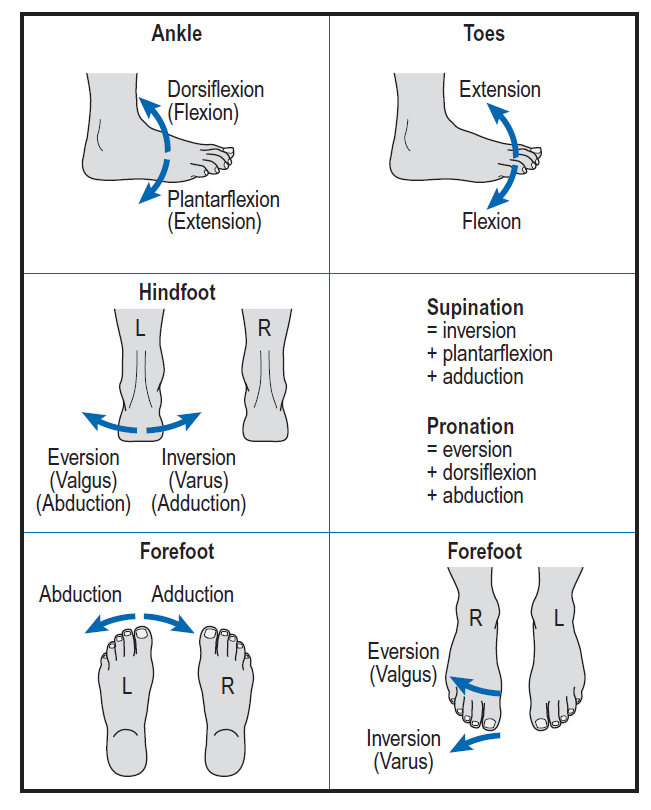 Ankle
Dorsiflexion
(Flexion)
Plantarflexion
(Extension)
Toes
Extension
Flexion
Hindfoot
L
R
Eversion
(Valgus)
(Abduction)
Inversion
(Varus)
(Adduction)
Supination
= inversion
+ plantarflexion
+ adduction
Pronation
= eversion
+ dorsiflexion
+ abduction
Forefoot
Abduction
Adduction
L
R
Forefoot
R
L
Eversion
(Valgus)
Inversion
(Varus)